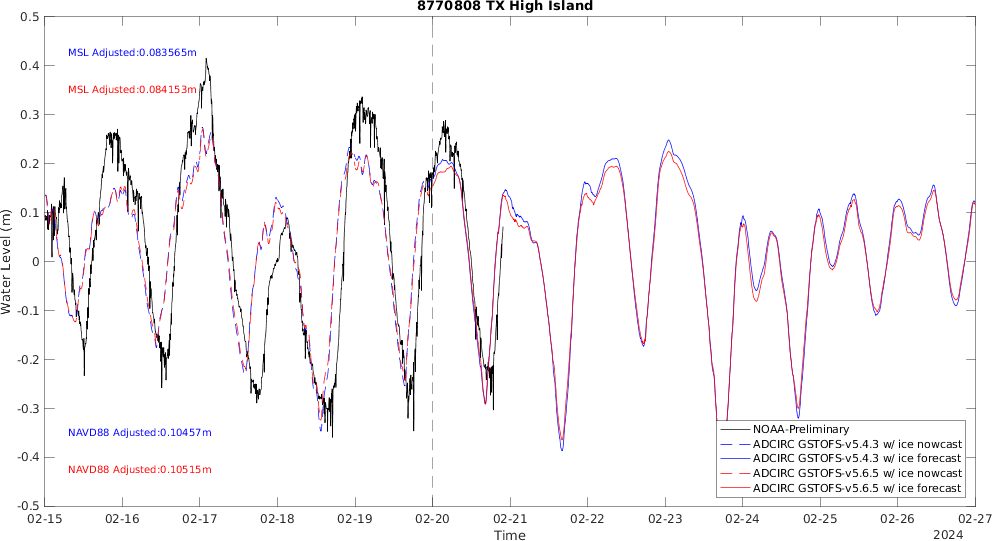 8770808 TX High Island
0.5
0.4
0.3
0.2
0.1
0
-0.1
-0.2
-0.3
-0.4
-0.5
Water Level (m)
MSL Adjusted:0.083565m
MSL Adjusted:0.084153m
NAVD88 Adjusted:0.10457m
NAVD88 Adjusted:0.10515m
NOAA-Preliminary
ADCIRC GSTOFS-v5.4.3 w/ ice nowcast
ADCIRC GSTOFS-v5.4.3 w/ ice forecast
ADCIRC GSTOFS-v5.6.5 w/ ice nowcast
ADCIRC GSTOFS-v5.6.5 w/ ice forecast
02-15 02-16 02-17 02-18 02-19 02-20 02-21 02-22 02-23 02-24 02-25 02-26 02-27
Time
2024